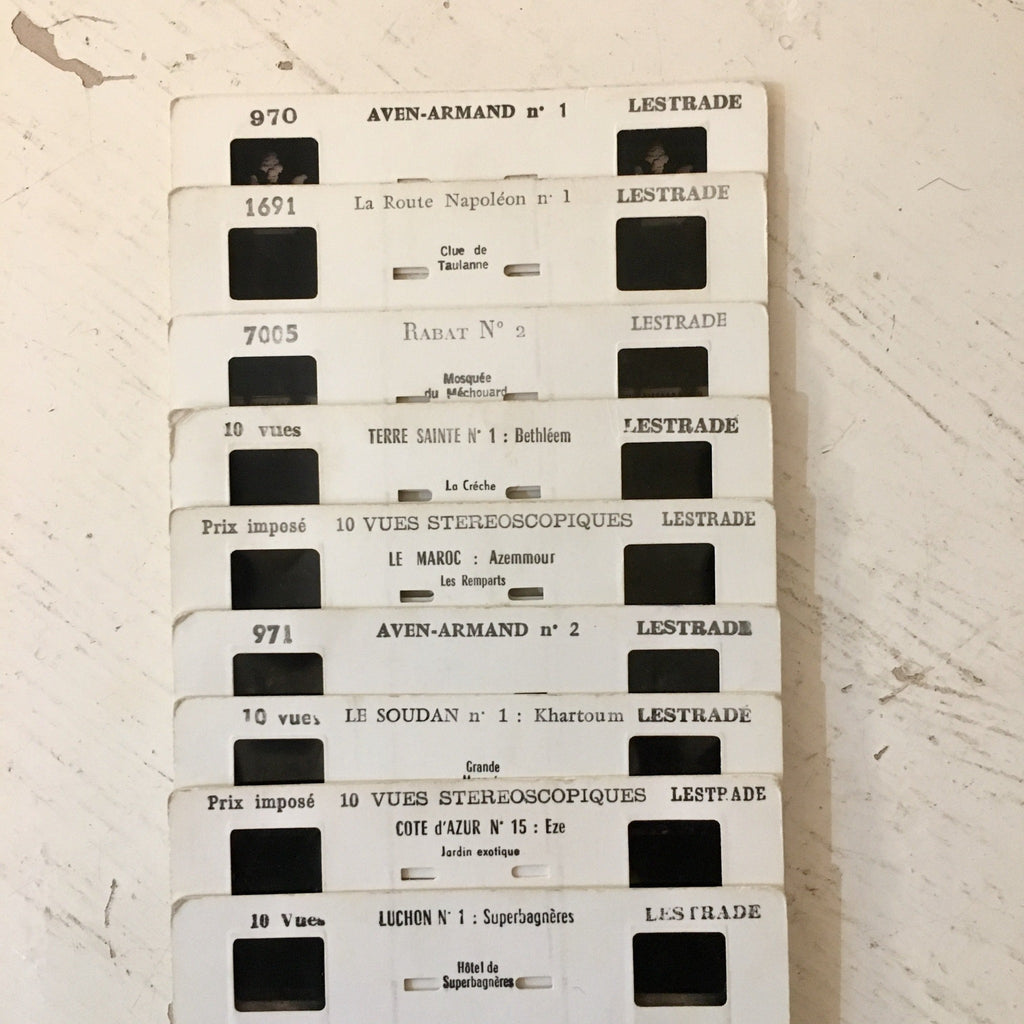 970 AVEN-ARMAND n° 1 LESTRADE
1691 La Route Napoléon n° 1 LESTRADE
Clue de
Taulanne
7005 RABAT N° 2 LESTRADE
Mosquée
du Méchouard
10 vues TERRE SAINTE N° 1 : Bethléem LESTRADE
La Créche
Prix imposé 10 VUES STEREOSCOPIQUES LESTRADE
LE MAROC : Azemmour
Les Remparts
971 AVEN-ARMAND n° 2 LESTRADE
10 vues LE SOUDAN n° 1 : Khartoum LESTRADE
Grande
Prix imposé 10 VUES STEREOSCOPIQUES LESTRADE
COTE d'AZUR N° 15 : Eze
Jardin exotique
10 Vues LUCHON N° 1 : Superbagnères LESTRADE
Hôtel de
Superbagnères